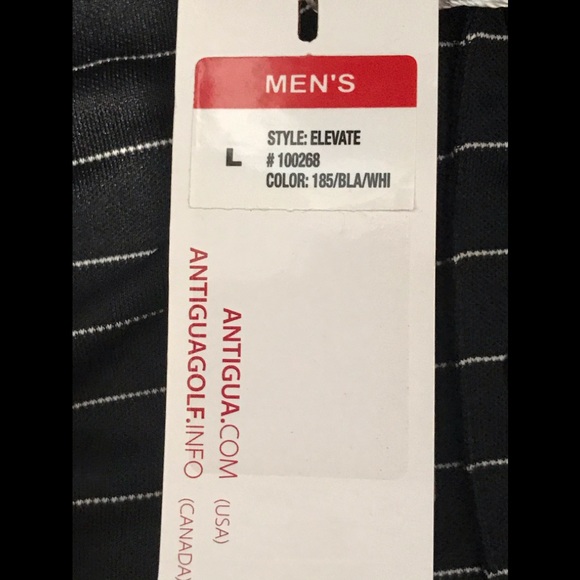 MEN'S
L
STYLE: ELEVATE
# 100268
COLOR: 185/BLA/WHI
ANTIGUA.COM (USA)
ANTIGUAGOLF.INFO (CANADA)